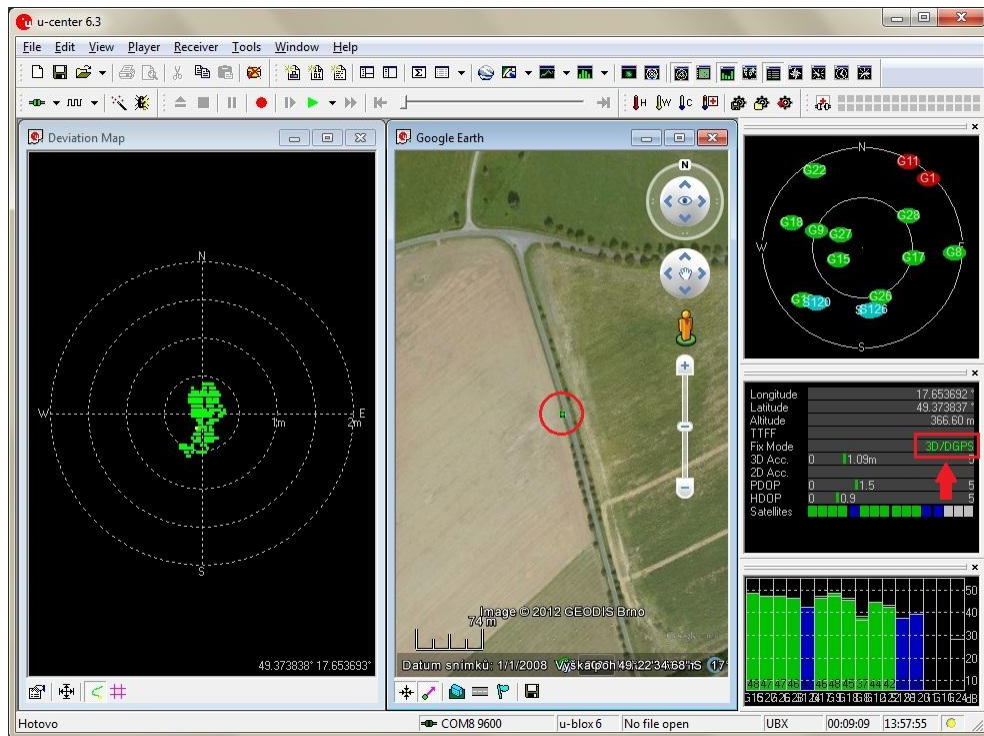 u-center 6.3
File Edit View Player Receiver Tools Window Help
Deviation Map
N
W
E
S
1m
2m
49.373838° 17.653693°
Google Earth
N
Image © 2012 GEODIS Brno
74 m
Datum snímků: 1/1/2008
49°22'34.68"S
N
W
E
S
G11
G1
G22
G28
G18
G9
G27
G15
G17
G8
S120
G26
S126
Longitude 17.653692 °
Latitude 49.373837 °
Altitude 366.60 m
TTFF
Fix Mode 3D/DGPS
3D Acc. 0 1.09m 5
2D Acc.
PDOP 0 1.5 5
HDOP 0 0.9 5
Satellites
50
40
30
20
10
dB
Hotovo
COM8 9600
u-blox 6
No file open
UBX
00:09:09
13:57:55